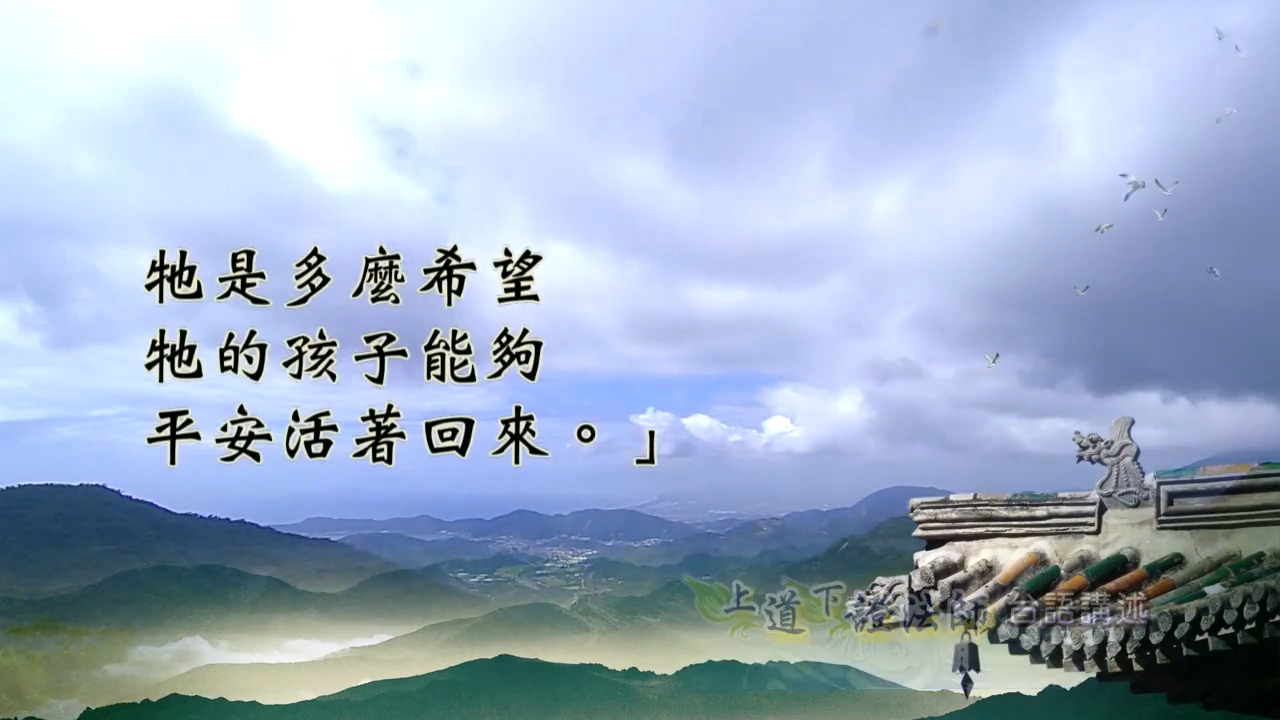 牠是多麼希望
牠的孩子能夠
平安活著回來。」
上道下證法師 台語講述